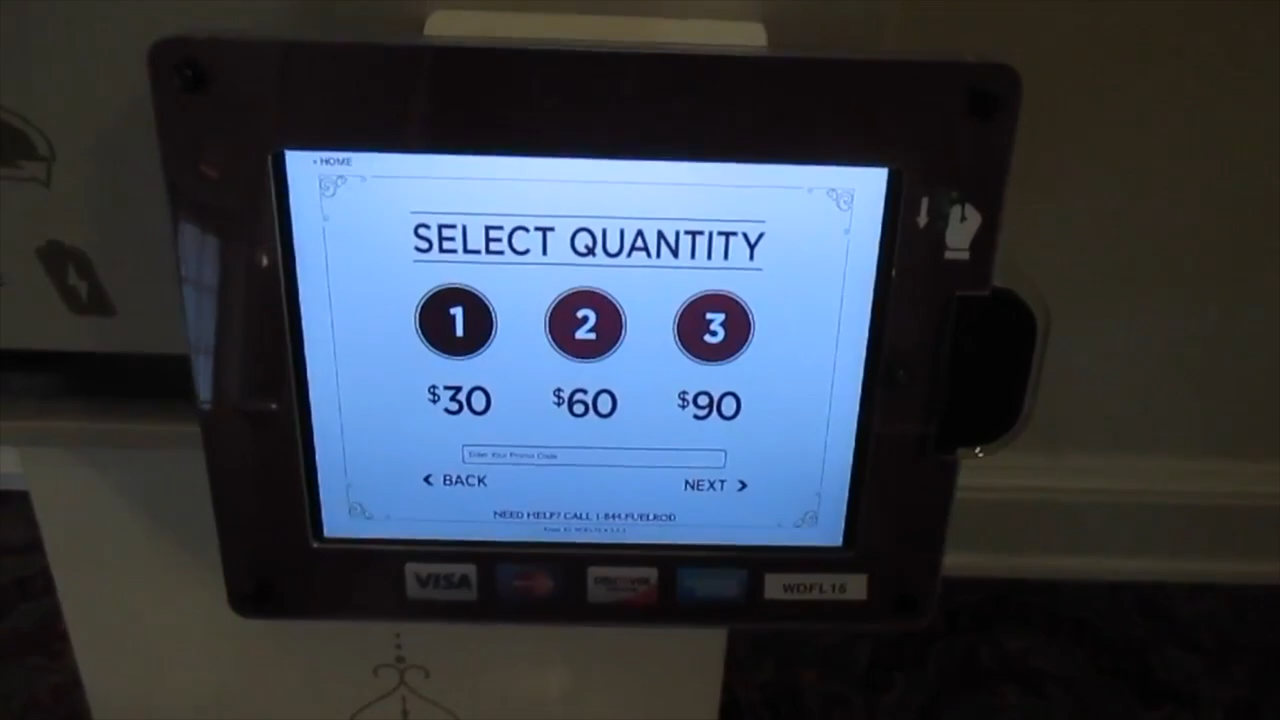 HOME
SELECT QUANTITY
1 2 3
$30 $60 $90
Enter Your Promo Code
BACK NEXT
NEED HELP? CALL 1-844-FUELROD
VISA DISCOVER WDFL15